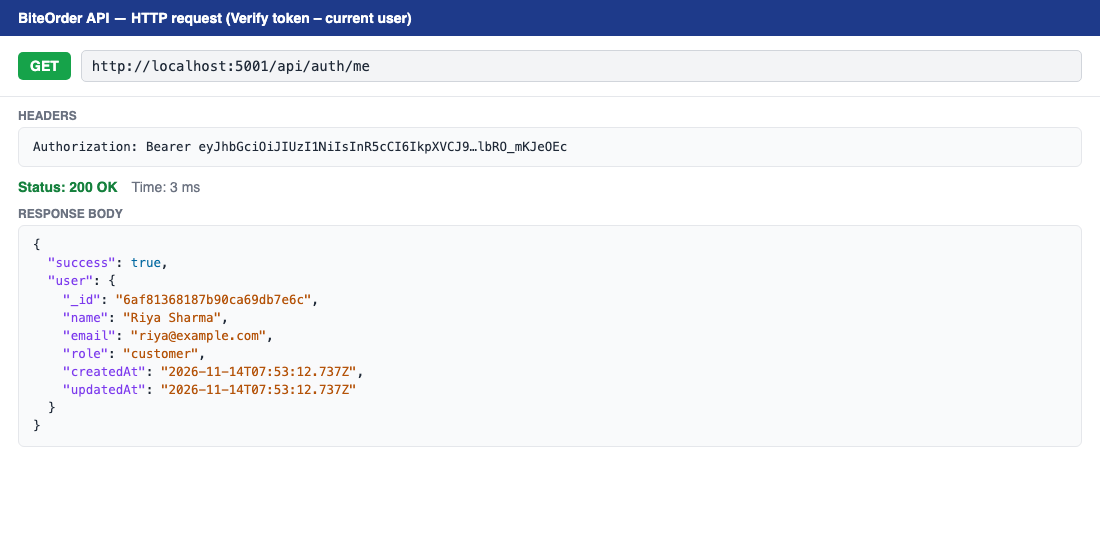 BiteOrder API — HTTP request (Verify token – current user)
GET http://localhost:5001/api/auth/me
HEADERS
Authorization: Bearer eyJhbGciOiJIUzI1NiIsInR5cCI6IkpXVCJ9…lbRO_mKJeOEc
Status: 200 OK Time: 3 ms
RESPONSE BODY
{
  "success": true,
  "user": {
    "_id": "6af81368187b90ca69db7e6c",
    "name": "Riya Sharma",
    "email": "riya@example.com",
    "role": "customer",
    "createdAt": "2026-11-14T07:53:12.737Z",
    "updatedAt": "2026-11-14T07:53:12.737Z"
  }
}